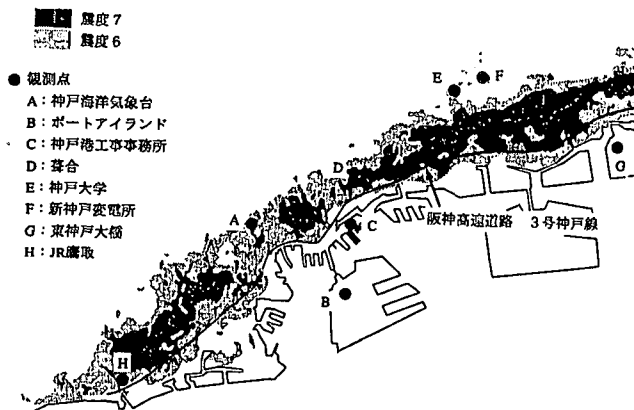 震度7
震度6
観測点
A：神戸海洋気象台
B：ポートアイランド
C：神戸港工事事務所
D：葺合
E：神戸大学
F：新神戸変電所
G：東神戸大橋
H：JR鷹取
E
F
D
G
A
C
阪神高速道路 3号神戸線
B
H